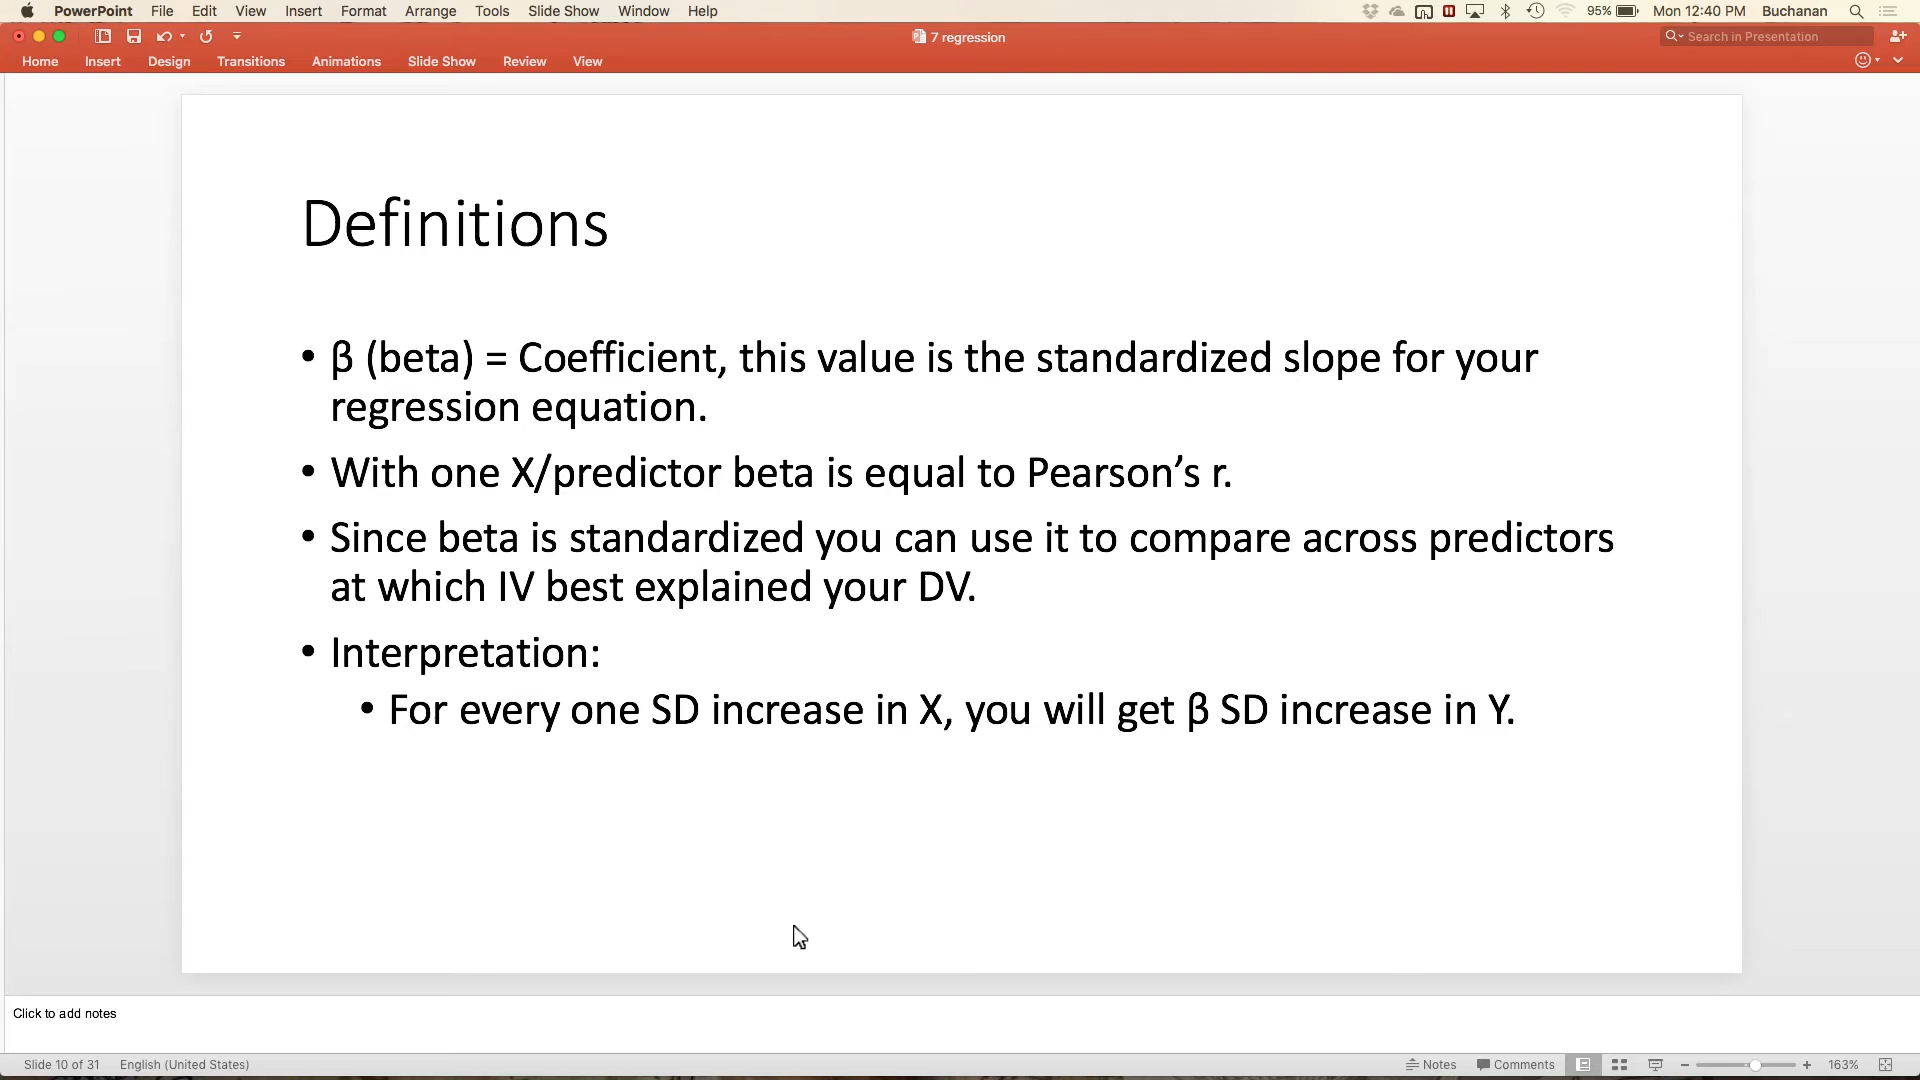 PowerPoint File Edit View Insert Format Arrange Tools Slide Show Window Help 95% Mon 12:40 PM Buchanan
7 regression Search in Presentation
Home Insert Design Transitions Animations Slide Show Review View
Definitions
• β (beta) = Coefficient, this value is the standardized slope for your
regression equation.
• With one X/predictor beta is equal to Pearson’s r.
• Since beta is standardized you can use it to compare across predictors
at which IV best explained your DV.
• Interpretation:
• For every one SD increase in X, you will get β SD increase in Y.
Click to add notes
Slide 10 of 31 English (United States) Notes Comments 163%